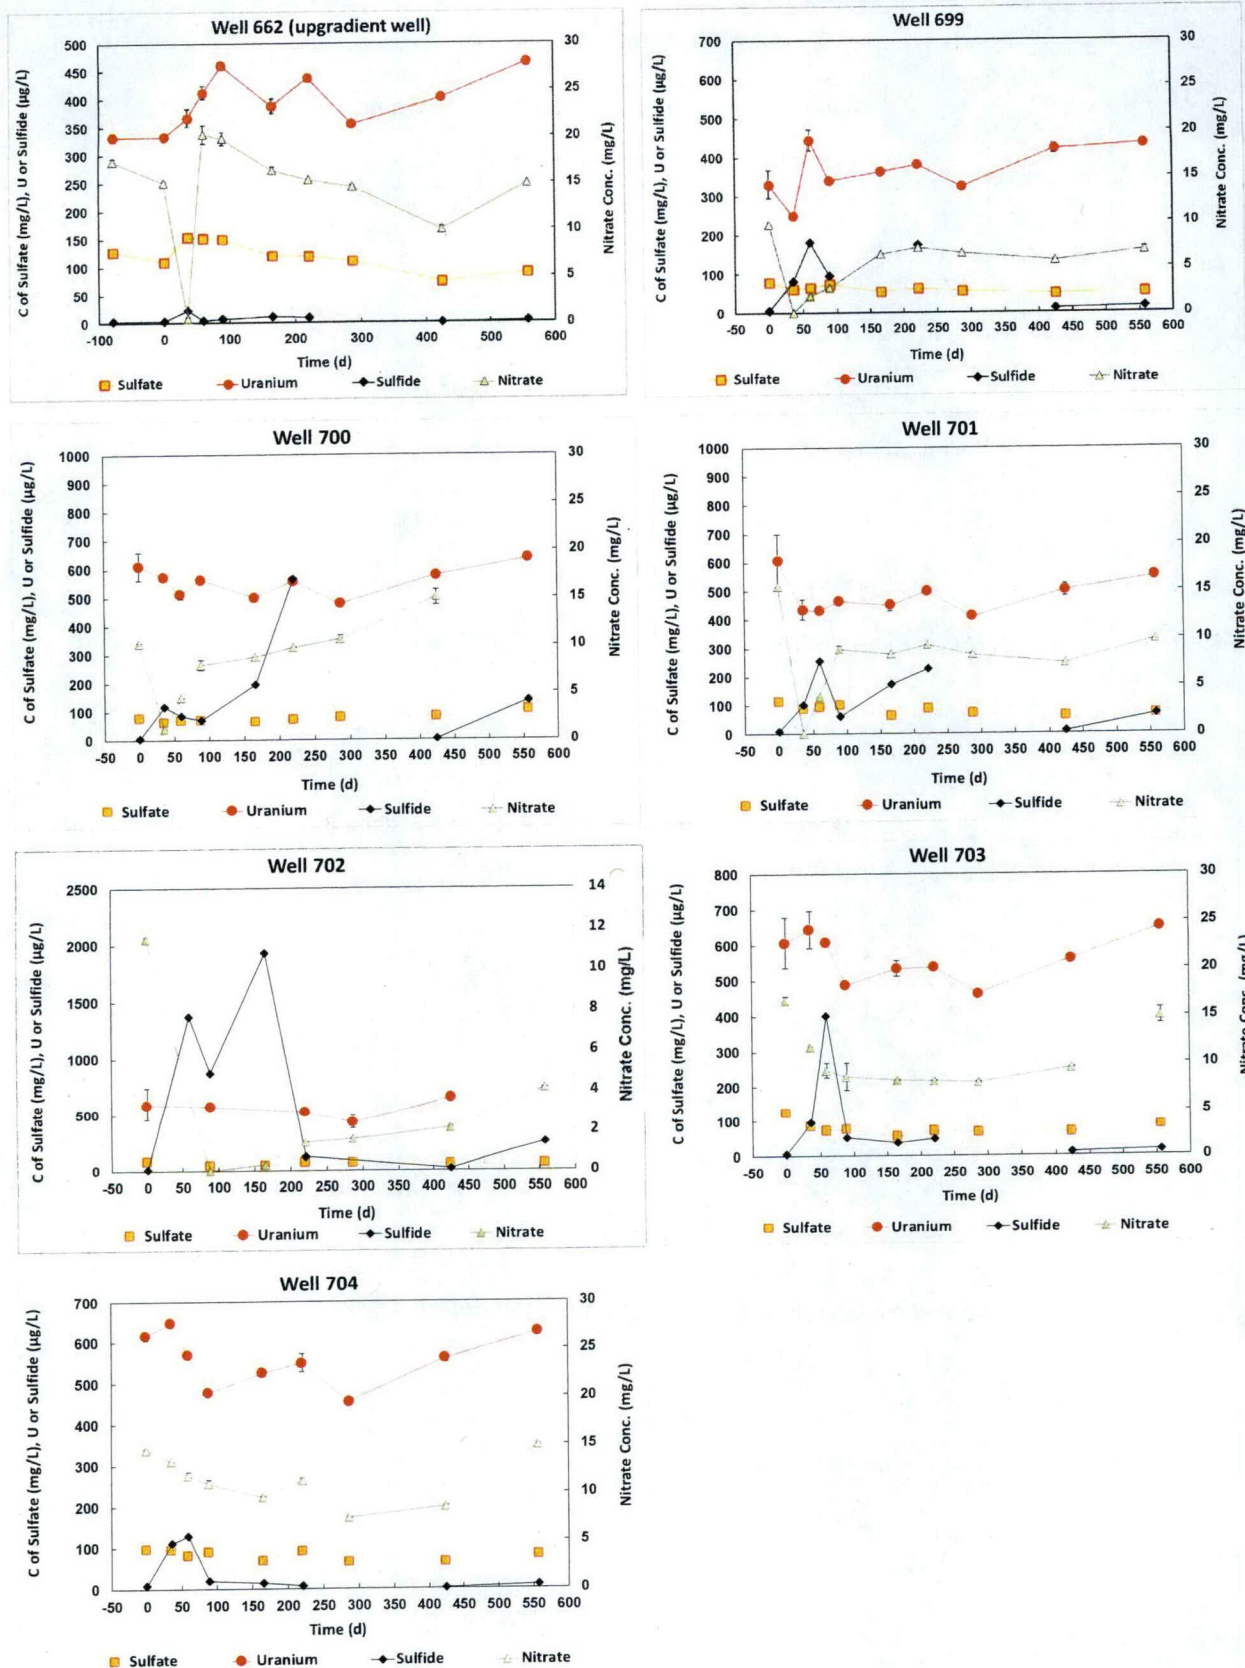 Well 662 (upgradient well)
C of Sulfate (mg/L), U or Sulfide (µg/L)
500
450
400
350
300
250
200
150
100
50
0
30
25
20
15
10
5
0
Nitrate Conc. (mg/L)
-100 0 100 200 300 400 500 600
Time (d)
Sulfate Uranium Sulfide Nitrate
Well 699
C of Sulfate (mg/L), U or Sulfide (µg/L)
700
600
500
400
300
200
100
0
30
25
20
15
10
5
0
Nitrate Conc. (mg/L)
-50 0 50 100 150 200 250 300 350 400 450 500 550 600
Time (d)
Sulfate Uranium Sulfide Nitrate
Well 700
C of Sulfate (mg/L), U or Sulfide (µg/L)
1000
900
800
700
600
500
400
300
200
100
0
30
25
20
15
10
5
0
Nitrate Conc. (mg/L)
-50 0 50 100 150 200 250 300 350 400 450 500 550 600
Time (d)
Sulfate Uranium Sulfide Nitrate
Well 701
C of Sulfate (mg/L), U or Sulfide (µg/L)
1000
900
800
700
600
500
400
300
200
100
0
30
25
20
15
10
5
0
Nitrate Conc. (mg/L)
-50 0 50 100 150 200 250 300 350 400 450 500 550 600
Time (d)
Sulfate Uranium Sulfide Nitrate
Well 702
C of Sulfate (mg/L), U or Sulfide (µg/L)
2500
2000
1500
1000
500
0
14
12
10
8
6
4
2
0
Nitrate Conc. (mg/L)
-50 0 50 100 150 200 250 300 350 400 450 500 550 600
Time (d)
Sulfate Uranium Sulfide Nitrate
Well 703
C of Sulfate (mg/L), U or Sulfide (µg/L)
800
700
600
500
400
300
200
100
0
30
25
20
15
10
5
0
Nitrate Conc. (mg/L)
-50 0 50 100 150 200 250 300 350 400 450 500 550 600
Time (d)
Sulfate Uranium Sulfide Nitrate
Well 704
C of Sulfate (mg/L), U or Sulfide (µg/L)
700
600
500
400
300
200
100
0
30
25
20
15
10
5
0
Nitrate Conc. (mg/L)
-50 0 50 100 150 200 250 300 350 400 450 500 550 600
Time (d)
Sulfate Uranium Sulfide Nitrate